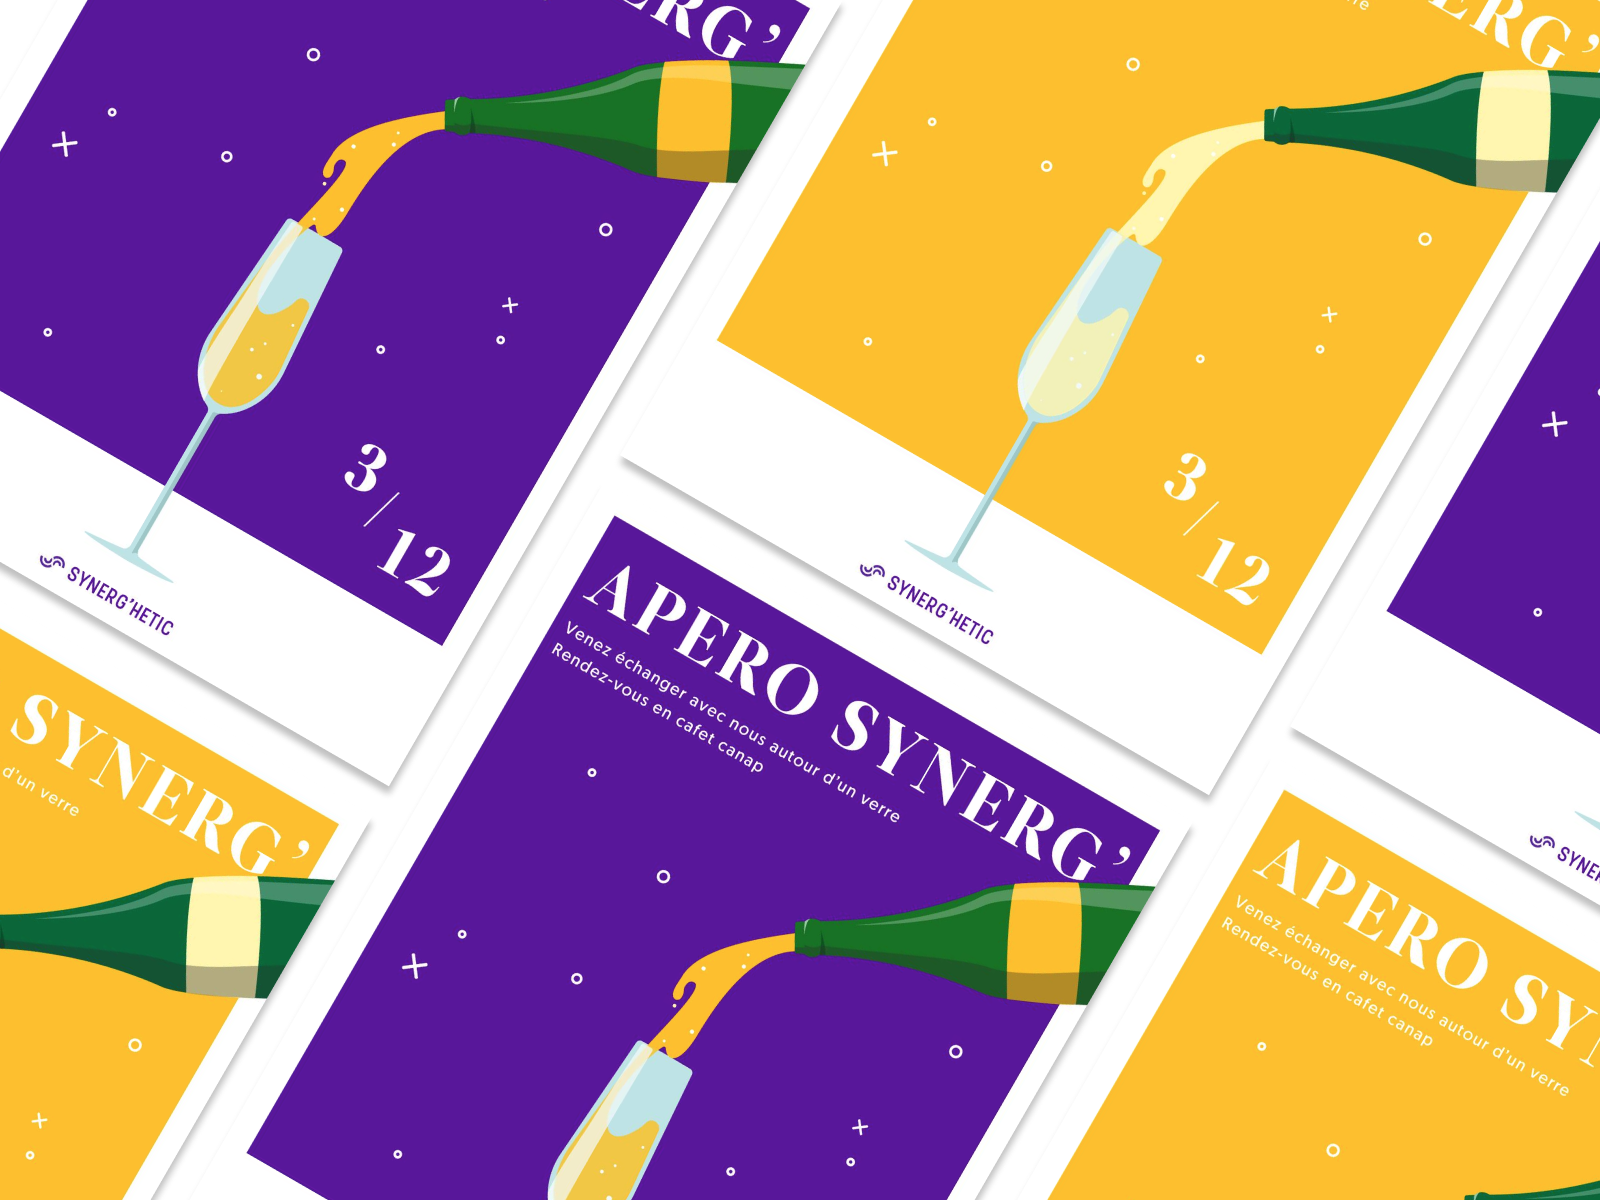 ERG'
3/12
SYNERG'HETIC
ERG'
3/12
SYNERG'HETIC
SYNERG'
d'un verre
APERO SYNERG'
Venez échanger avec nous autour d'un verre
Rendez-vous en cafet canap
APERO SYN
Venez échanger avec nous autour d'un verre
Rendez-vous en cafet canap
SYNER